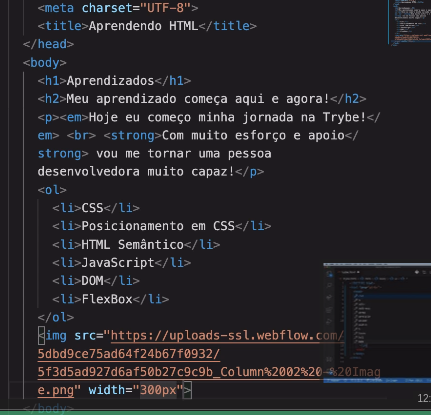 <meta charset="UTF-8">
<title>Aprendendo HTML</title>
</head>
<body>
<h1>Aprendizados</h1>
<h2>Meu aprendizado começa aqui e agora!</h2>
<p><em>Hoje eu começo minha jornada na Trybe!</
em> <br> <strong>Com muito esforço e apoio</
strong> vou me tornar uma pessoa
desenvolvedora muito capaz!</p>
<ol>
<li>CSS</li>
<li>Posicionamento em CSS</li>
<li>HTML Semântico</li>
<li>JavaScript</li>
<li>DOM</li>
<li>FlexBox</li>
</ol>
<img src="https://uploads-ssl.webflow.com/
5dbd9ce75ad64f24b67f0932/
5f3d5ad927d6af50b27c9c9b_Column%2002%20-%20Imag
e.png" width="300px">
</body>
12: